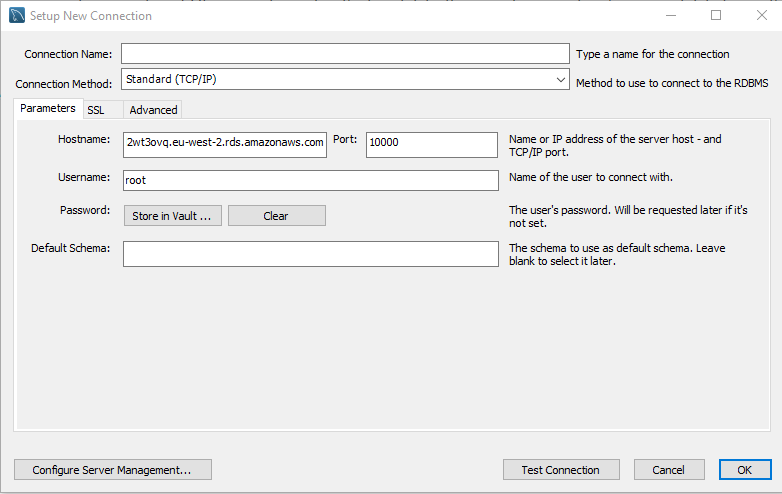 Setup New Connection
Connection Name: Type a name for the connection
Connection Method: Standard (TCP/IP) Method to use to connect to the RDBMS
Parameters SSL Advanced
Hostname: 2wt3ovq.eu-west-2.rds.amazonaws.com Port: 10000 Name or IP address of the server host - and
TCP/IP port.
Username: root Name of the user to connect with.
Password: Store in Vault ... Clear The user's password. Will be requested later if it's
not set.
Default Schema: The schema to use as default schema. Leave
blank to select it later.
Configure Server Management... Test Connection Cancel OK